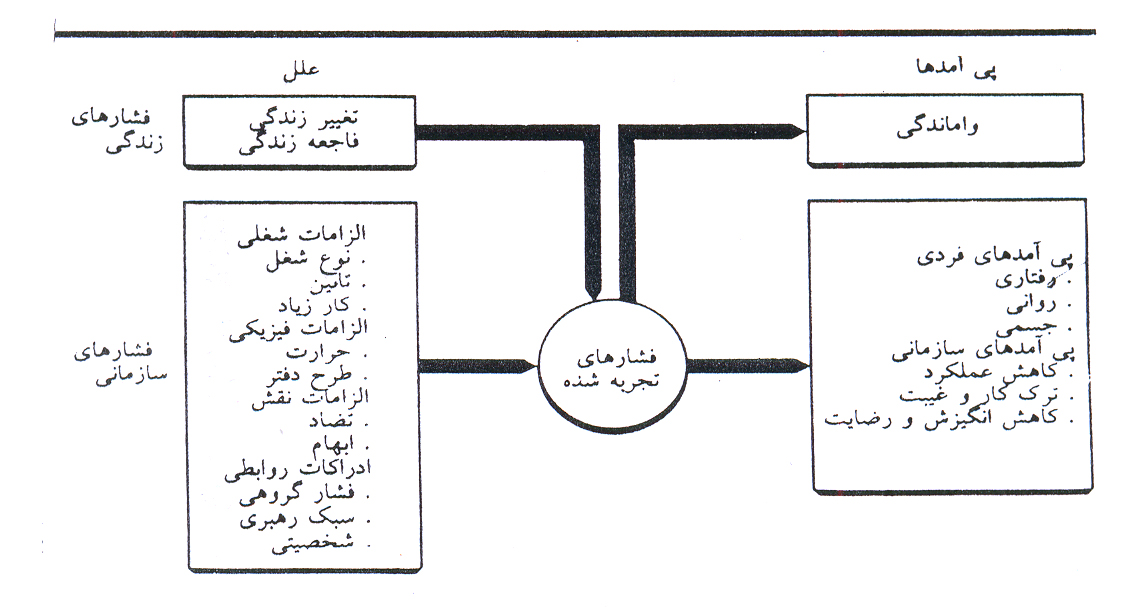 علل
پی آمدها
فشارهای
زندگی
تغییر زندگی
فاجعه زندگی
واماندگی
فشارهای
سازمانی
الزامات شغلی
. نوع شغل
. تائین
. کار زیاد
الزامات فیزیکی
. حرارت
. طرح دفتر
الزامات نقش
. تضاد
. ابهام
ادراکات روابطی
. فشار گروهی
. سبک رهبری
. شخصیتی
فشارهای
تجربه شده
پی آمدهای فردی
. رفتاری
. روانی
. جسمی
پی آمدهای سازمانی
. کاهش عملکرد
. ترک کار و غیبت
. کاهش انگیزش و رضایت